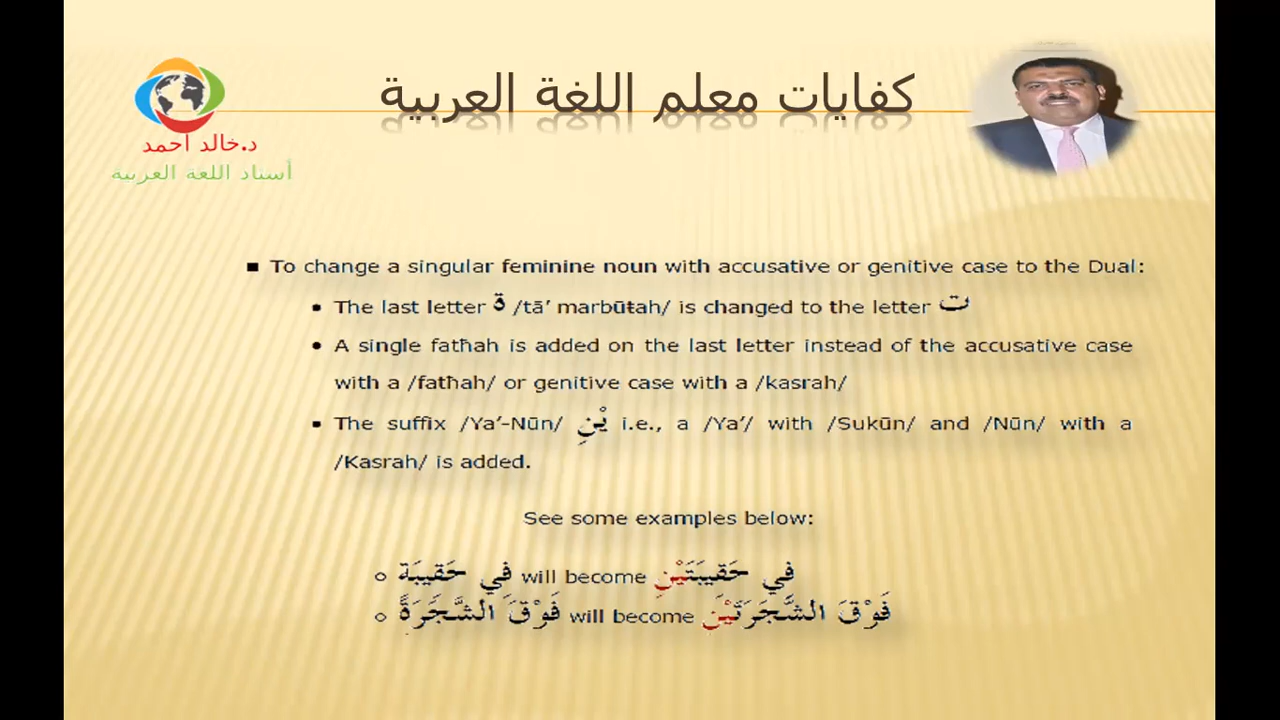 كفايات معلم اللغة العربية
د.خالد احمد
أستاذ اللغة العربية
▪ To change a singular feminine noun with accusative or genitive case to the Dual:
• The last letter ة /tā’ marbūŧah/ is changed to the letter ت
• A single fatħah is added on the last letter instead of the accusative case
with a /fatħah/ or genitive case with a /kasrah/
• The suffix /Ya’-Nūn/ يْنِ i.e., a /Ya’/ with /Sukūn/ and /Nūn/ with a
/Kasrah/ is added.
See some examples below:
o فِي حَقيبَة will become فِي حَقيبَتَيْنِ
o فَوْقَ الشَّجَرَةِ will become فَوْقَ الشَّجَرَتَيْنِ